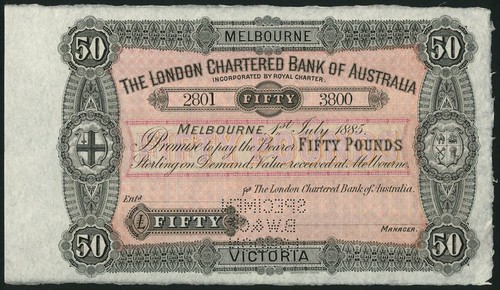 50 MELBOURNE 50
THE LONDON CHARTERED BANK OF AUSTRALIA
INCORPORATED BY ROYAL CHARTER.
2801 FIFTY 3800
MELBOURNE, 1st July 1885.
Promise to pay the Bearer FIFTY POUNDS
Sterling on Demand, Value received at Melbourne,
For The London Chartered Bank of Australia.
SPECIMEN
Entd
£ FIFTY
B.W.&Co
MANAGER.
50 VICTORIA 50